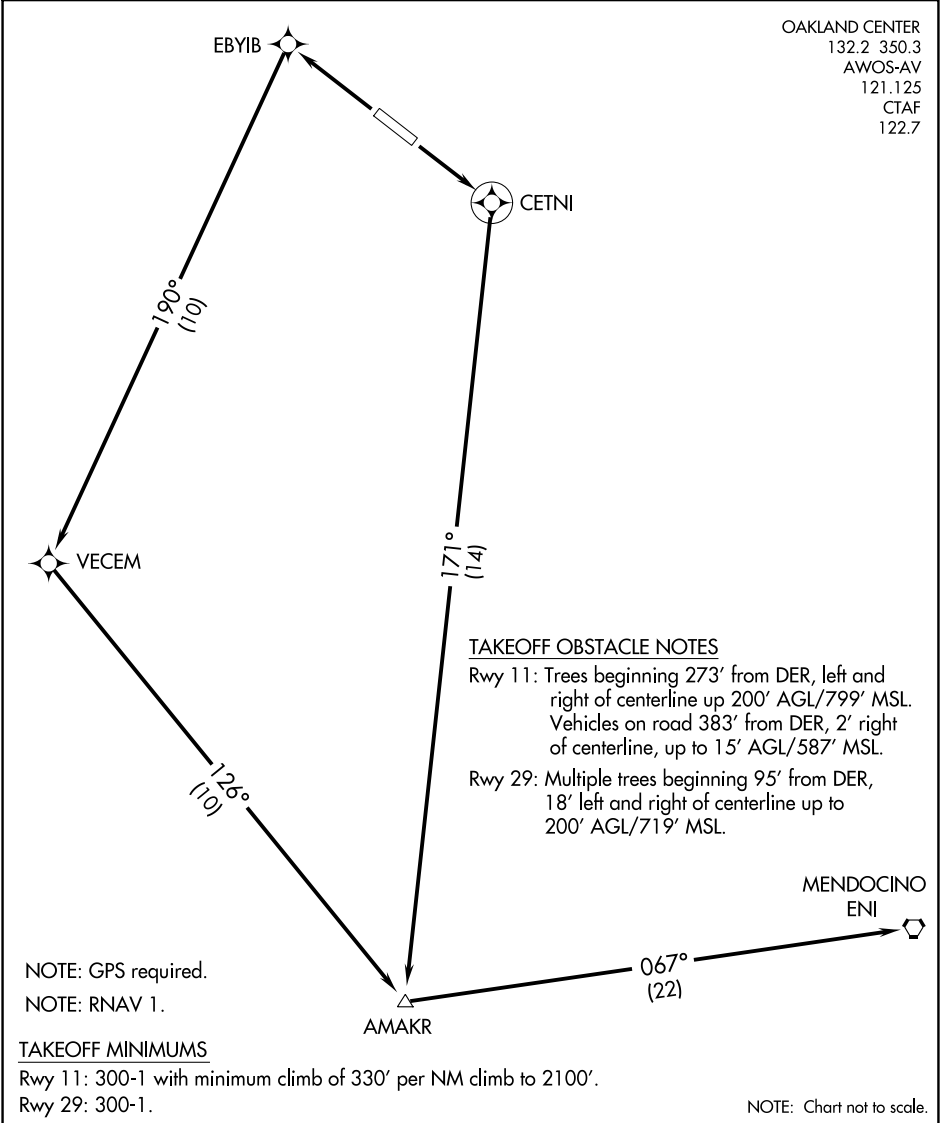 OAKLAND CENTER
132.2 350.3
AWOS-AV
121.125
CTAF
122.7
EBYIB
CETNI
190°
(10)
171°
(14)
VECEM
126°
(10)
TAKEOFF OBSTACLE NOTES
Rwy 11: Trees beginning 273' from DER, left and
right of centerline up 200' AGL/799' MSL.
Vehicles on road 383' from DER, 2' right
of centerline, up to 15' AGL/587' MSL.
Rwy 29: Multiple trees beginning 95' from DER,
18' left and right of centerline up to
200' AGL/719' MSL.
MENDOCINO
ENI
067°
(22)
AMAKR
NOTE: GPS required.
NOTE: RNAV 1.
TAKEOFF MINIMUMS
Rwy 11: 300-1 with minimum climb of 330' per NM climb to 2100'.
Rwy 29: 300-1.
NOTE: Chart not to scale.